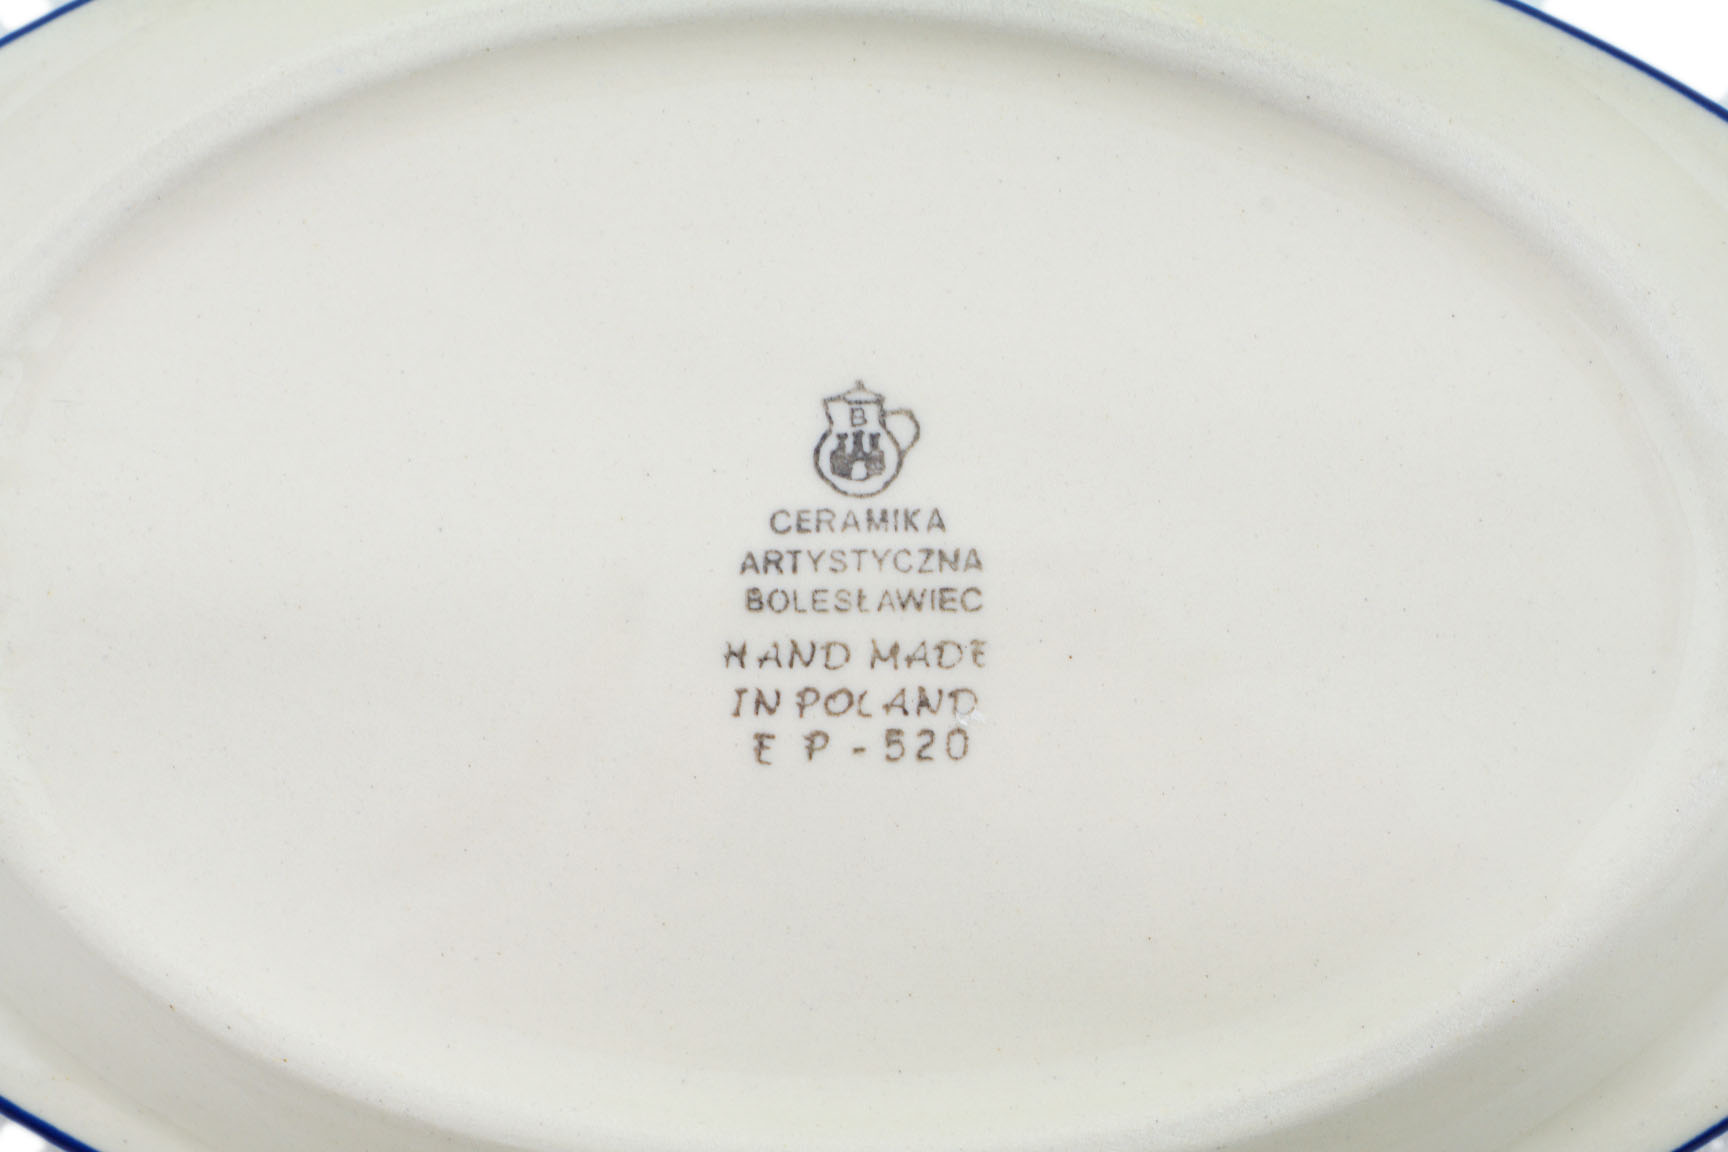 B
CERAMIKA
ARTYSTYCZNA
BOLESŁAWIEC
HAND MADE
IN POLAND
E P - 520